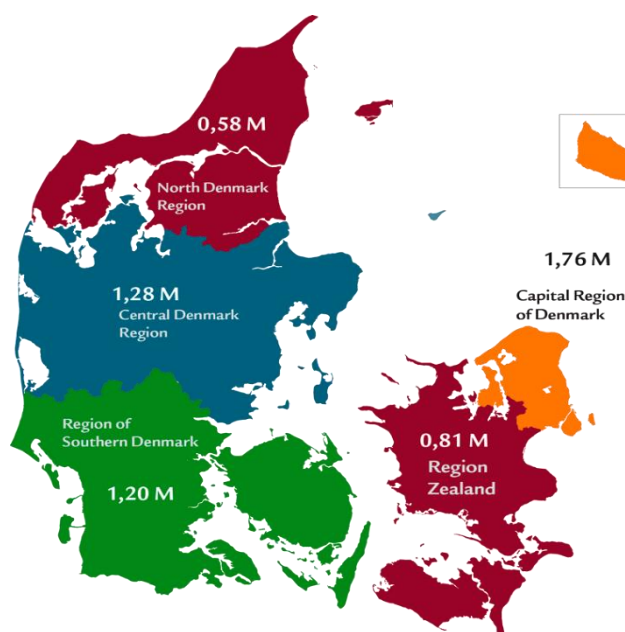 0,58 M
North Denmark
Region
1,28 M
Central Denmark
Region
Region of
Southern Denmark
1,20 M
1,76 M
Capital Region
of Denmark
0,81 M
Region
Zealand